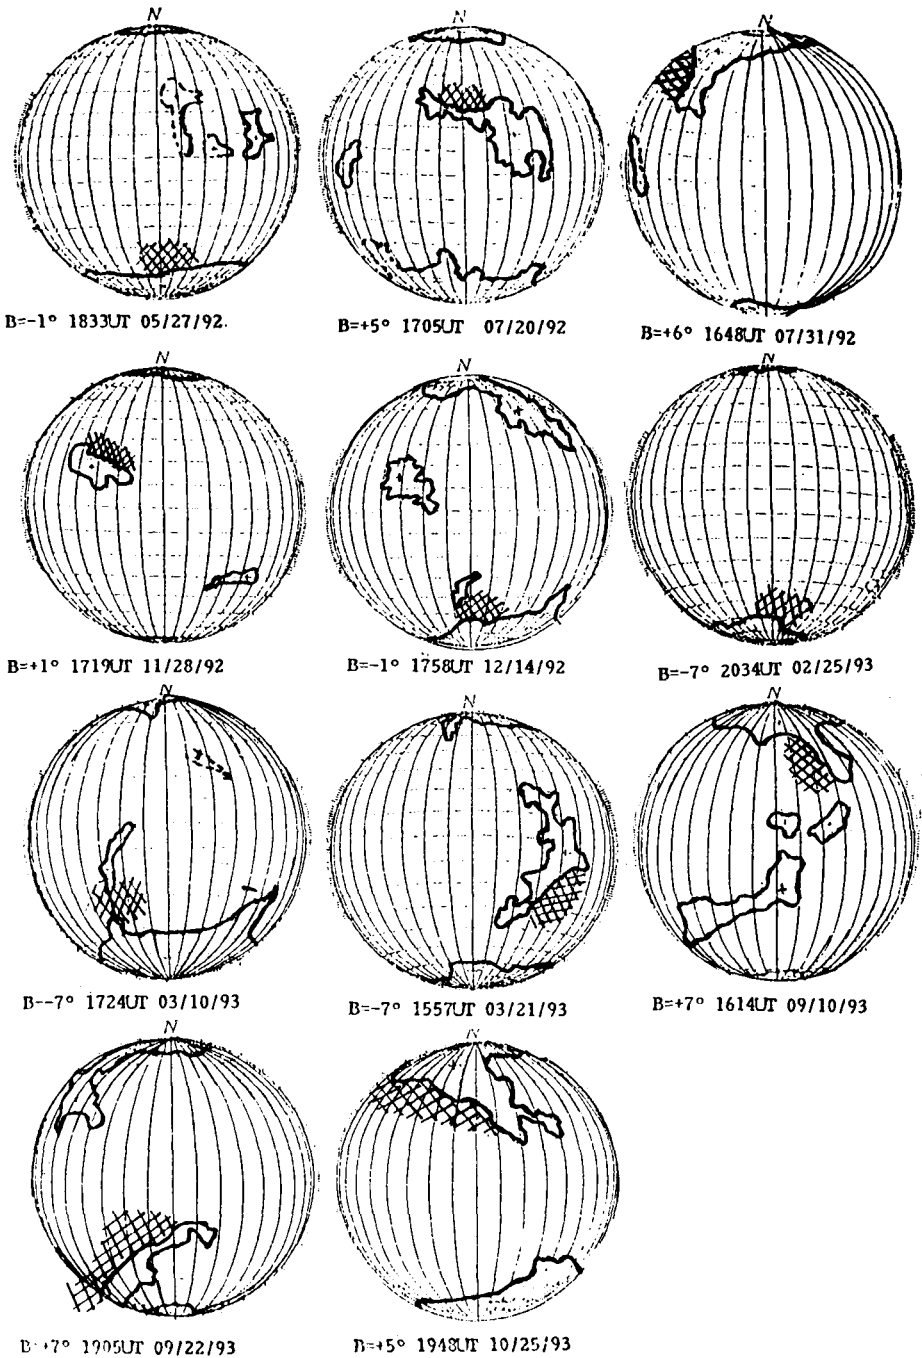 N
N
N
B=-1° 1833UT 05/27/92.
B=+5° 1705UT 07/20/92
B=+6° 1648UT 07/31/92
N
N
N
B=+1° 1719UT 11/28/92
B=-1° 1758UT 12/14/92
B=-7° 2034UT 02/25/93
N
N
N
B--7° 1724UT 03/10/93
B=-7° 1557UT 03/21/93
B=+7° 1614UT 09/10/93
N
N
B=+7° 1905UT 09/22/93
B=+5° 1948UT 10/25/93